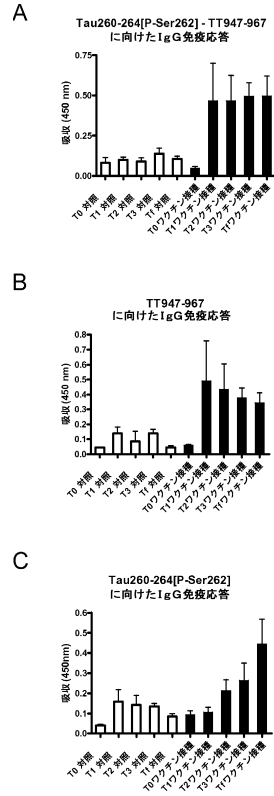 A
Tau260-264[P-Ser262] - TT947-967
に向けたIgG免疫応答
吸収 (450 nm)
0.75
0.50
0.25
0.00
T0 対照
T1 対照
T2 対照
T3 対照
Tf 対照
T0ワクチン接種
T1ワクチン接種
T2ワクチン接種
T3ワクチン接種
Tfワクチン接種
B
TT947-967
に向けたIgG免疫応答
吸収 (450 nm)
0.8
0.7
0.6
0.5
0.4
0.3
0.2
0.1
0.0
T0 対照
T1 対照
T2 対照
T3 対照
Tf 対照
T0ワクチン接種
T1ワクチン接種
T2ワクチン接種
T3ワクチン接種
Tfワクチン接種
C
Tau260-264[P-Ser262]
に向けたIgG免疫応答
吸収 (450nm)
0.6
0.5
0.4
0.3
0.2
0.1
0.0
T0 対照
T1 対照
T2 対照
T3 対照
Tf 対照
T0ワクチン接種
T1ワクチン接種
T2ワクチン接種
T3ワクチン接種
Tfワクチン接種